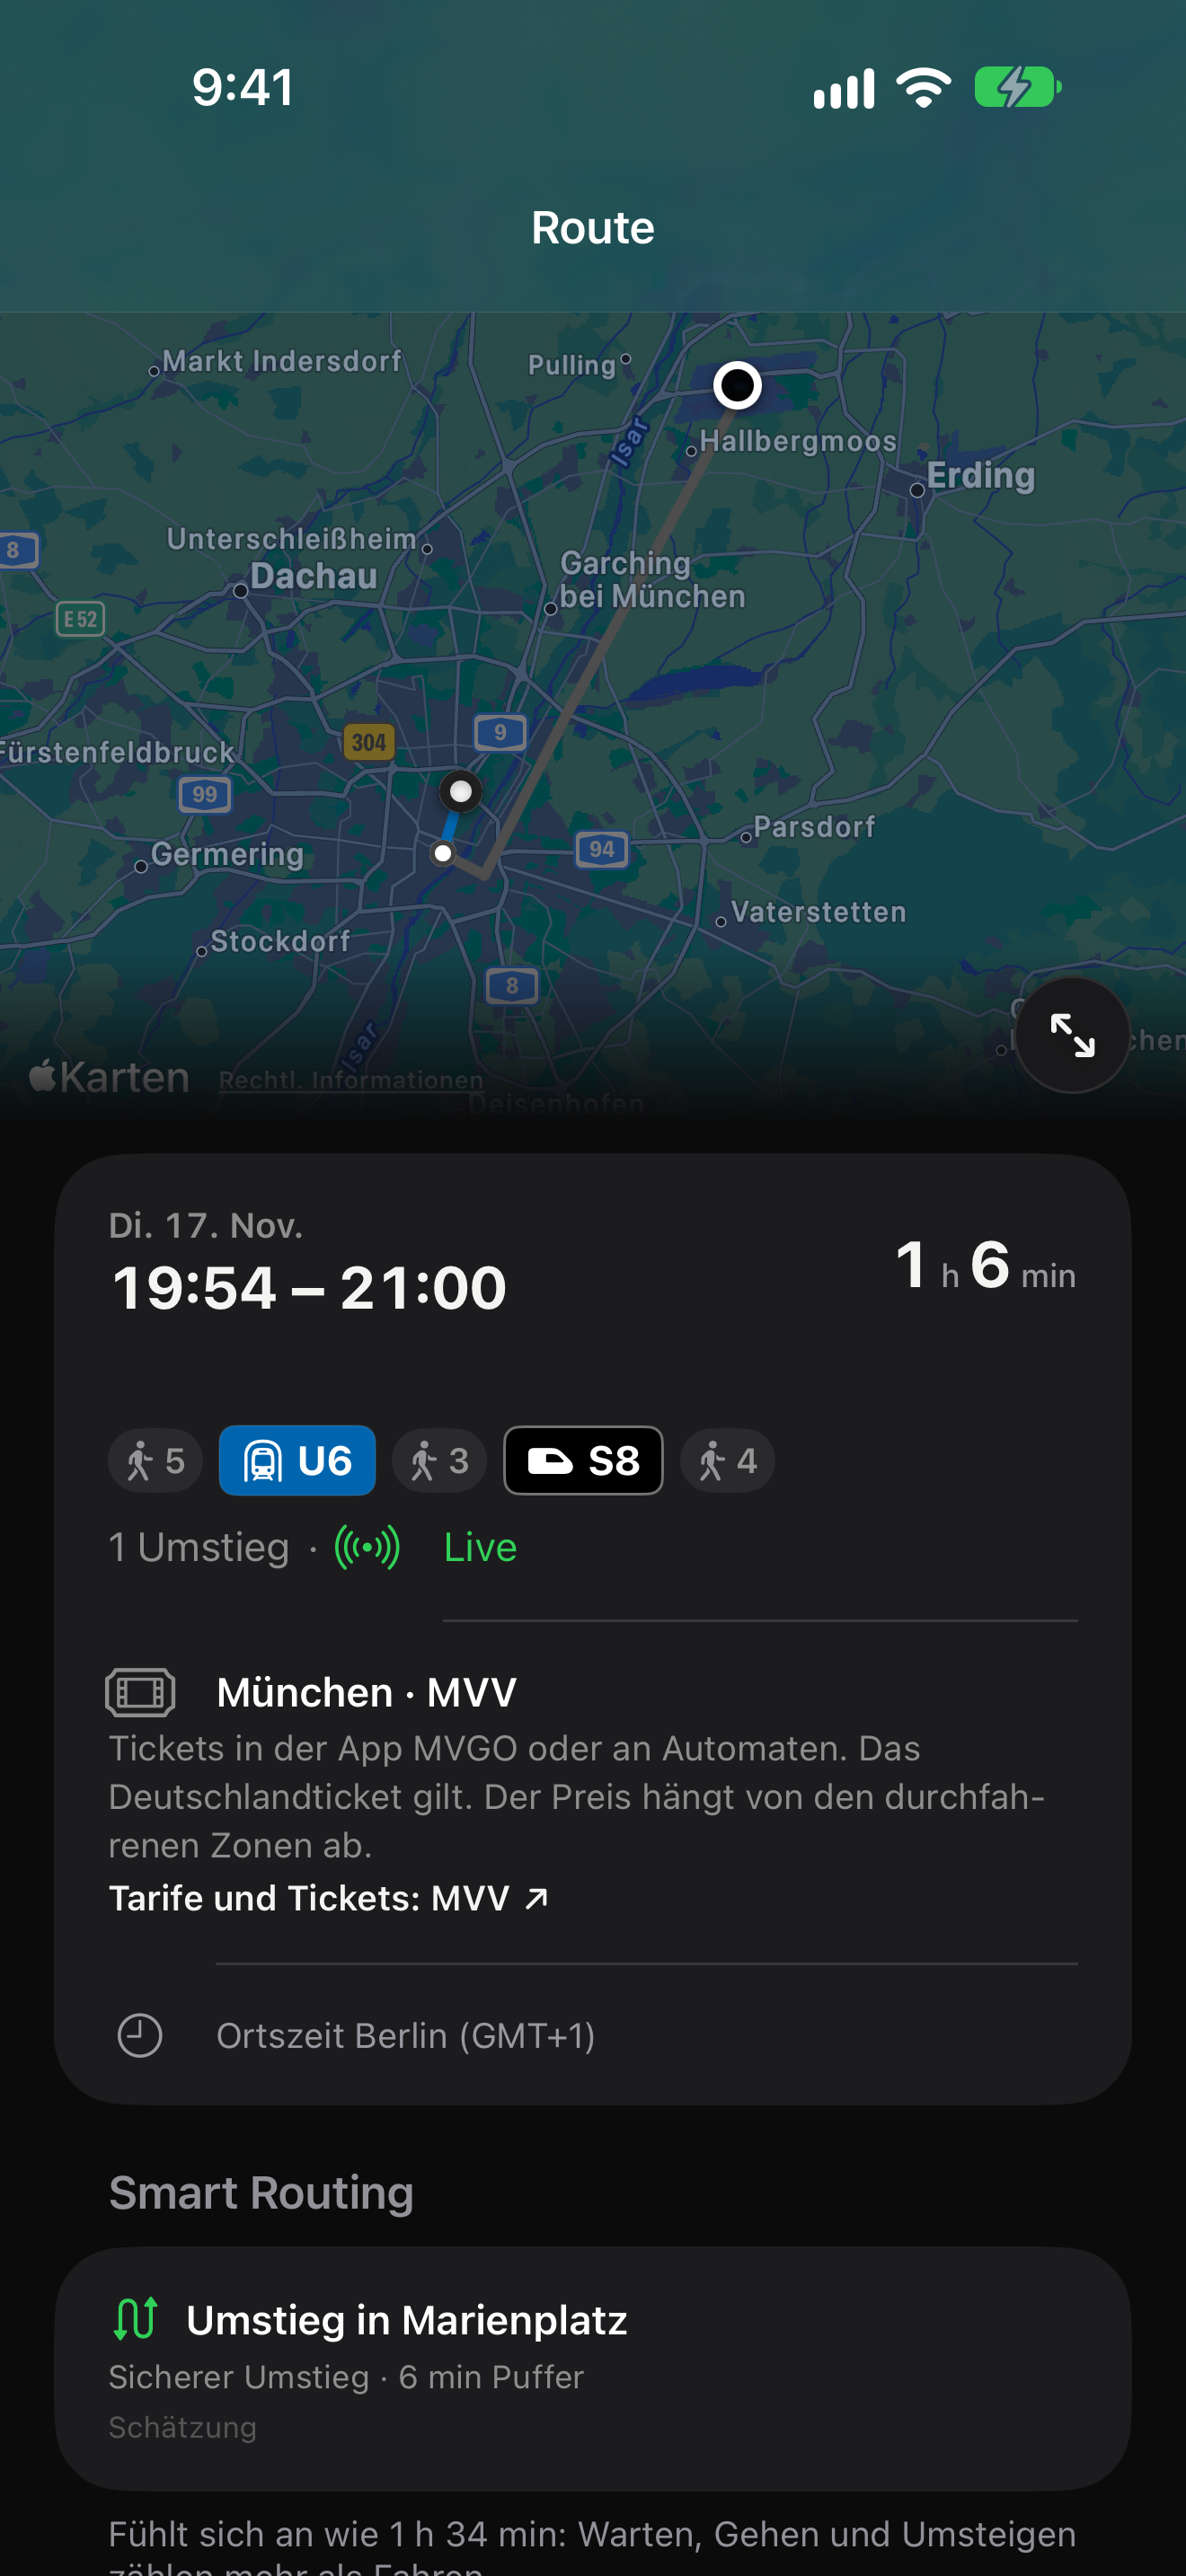 9:41
Route
Markt Indersdorf
Pulling
Isar
Hallbergmoos
Erding
Unterschleißheim
8
Dachau
Garching
bei München
E 52
9
304
Fürstenfeldbruck
99
Parsdorf
94
Germering
Vaterstetten
Stockdorf
8
Isar
Karten
Rechtl. Informationen
Deisenhofen
Di. 17. Nov.
19:54 – 21:00
1 h 6 min
5 U6 3 S8 4
1 Umstieg · Live
München · MVV
Tickets in der App MVGO oder an Automaten. Das
Deutschlandticket gilt. Der Preis hängt von den durchfah-
renen Zonen ab.
Tarife und Tickets: MVV ↗
Ortszeit Berlin (GMT+1)
Smart Routing
Umstieg in Marienplatz
Sicherer Umstieg · 6 min Puffer
Schätzung
Fühlt sich an wie 1 h 34 min: Warten, Gehen und Umsteigen
zählen mehr als Fahren